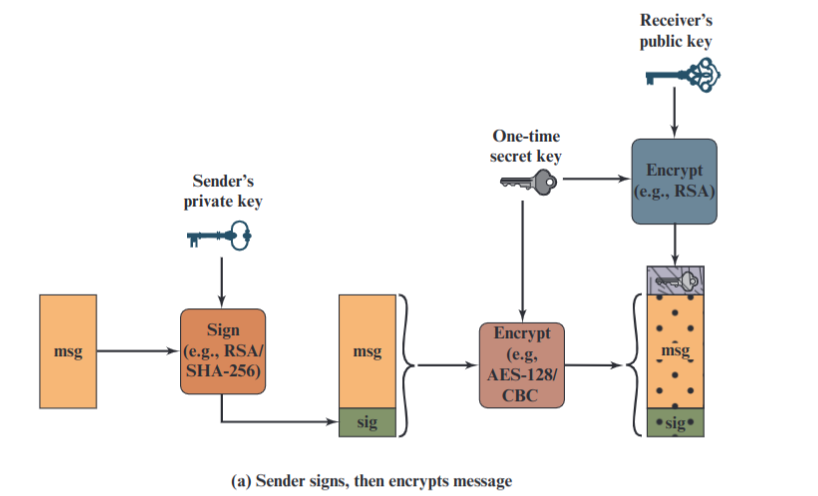 Receiver's
public key
One-time
secret key
Encrypt
(e.g., RSA)
Sender's
private key
msg
Sign
(e.g., RSA/
SHA-256)
msg
sig
Encrypt
(e.g,
AES-128/
CBC
msg
sig
(a) Sender signs, then encrypts message